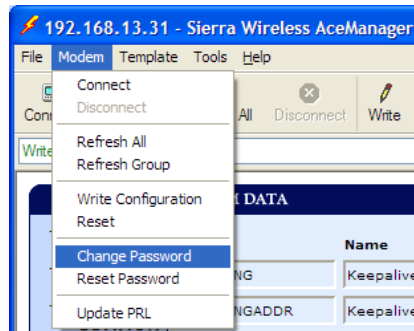 192.168.13.31 - Sierra Wireless AceManager
File Modem Template Tools Help
Connect
Disconnect
Refresh All
Refresh Group
Write Configuration
Reset
Change Password
Reset Password
Update PRL
All Disconnect Write
DATA
Name
NG Keepalive
NGADDR Keepalive